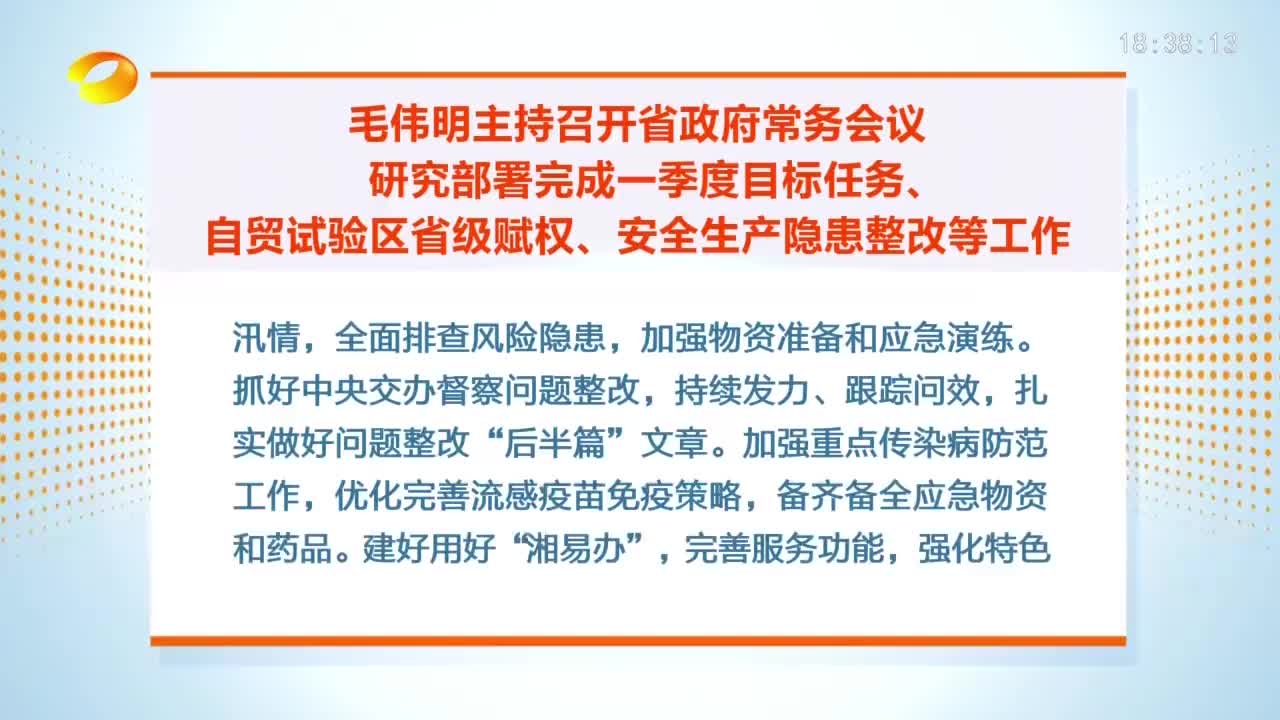 18:38:13
毛伟明主持召开省政府常务会议
研究部署完成一季度目标任务、
自贸试验区省级赋权、安全生产隐患整改等工作
汛情，全面排查风险隐患，加强物资准备和应急演练。
抓好中央交办督察问题整改，持续发力、跟踪问效，扎
实做好问题整改“后半篇”文章。加强重点传染病防范
工作，优化完善流感疫苗免疫策略，备齐备全应急物资
和药品。建好用好“湘易办”，完善服务功能，强化特色